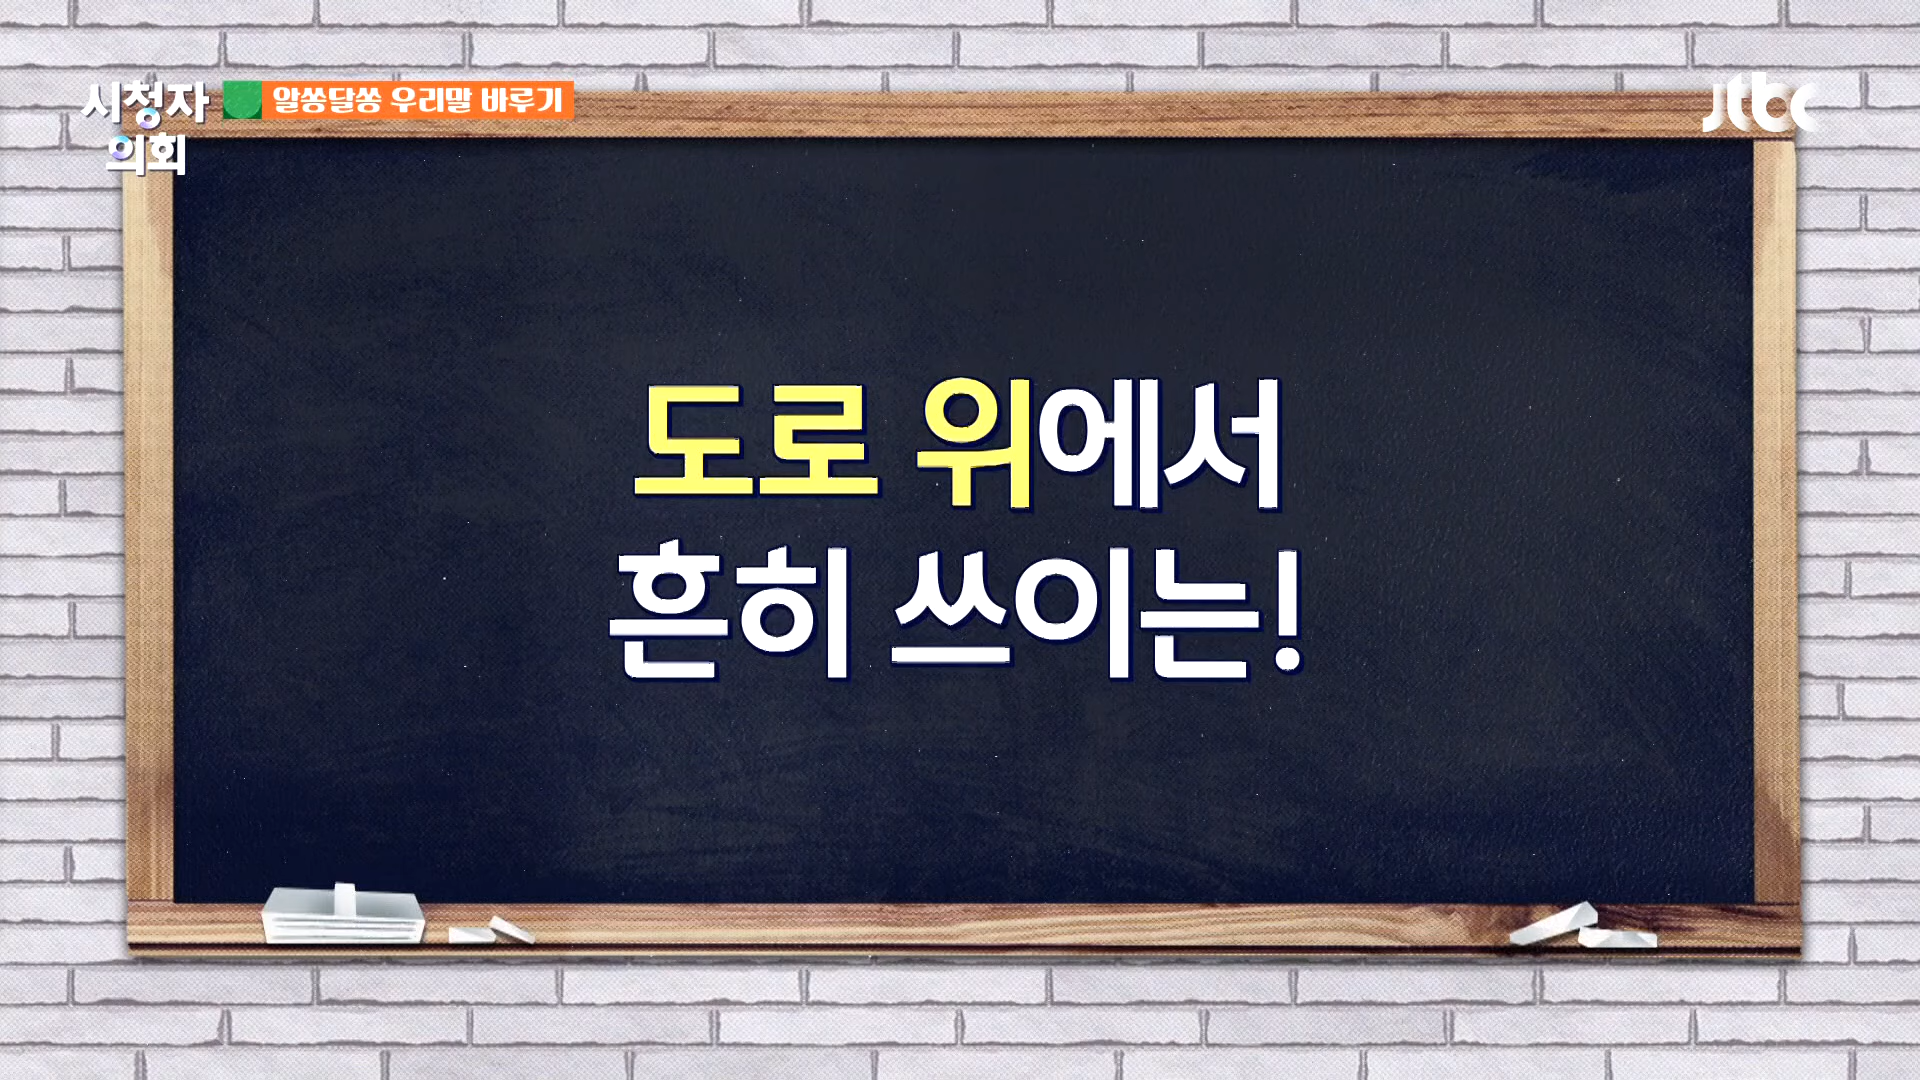 시청자
의회
알쏭달쏭 우리말 바루기
jtbc
도로 위에서
흔히 쓰이는!